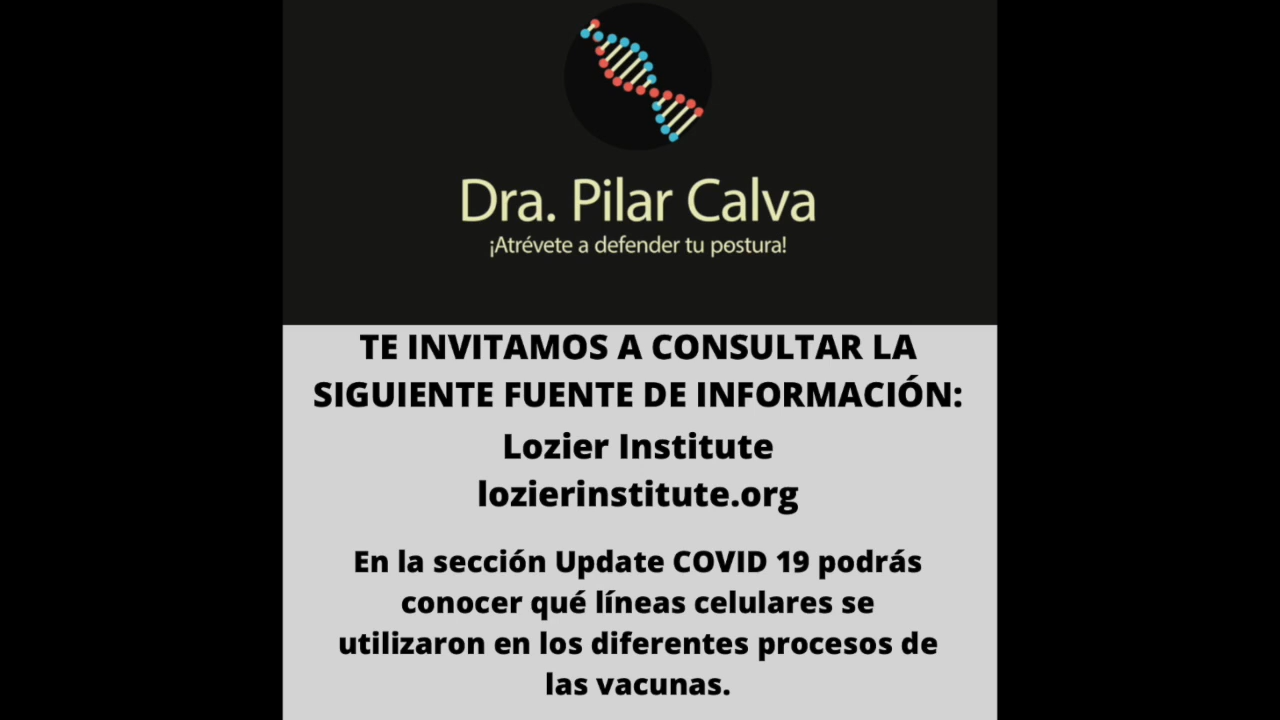 Dra. Pilar Calva
¡Atrévete a defender tu postura!
TE INVITAMOS A CONSULTAR LA
SIGUIENTE FUENTE DE INFORMACIÓN:
Lozier Institute
lozierinstitute.org
En la sección Update COVID 19 podrás
conocer qué líneas celulares se
utilizaron en los diferentes procesos de
las vacunas.